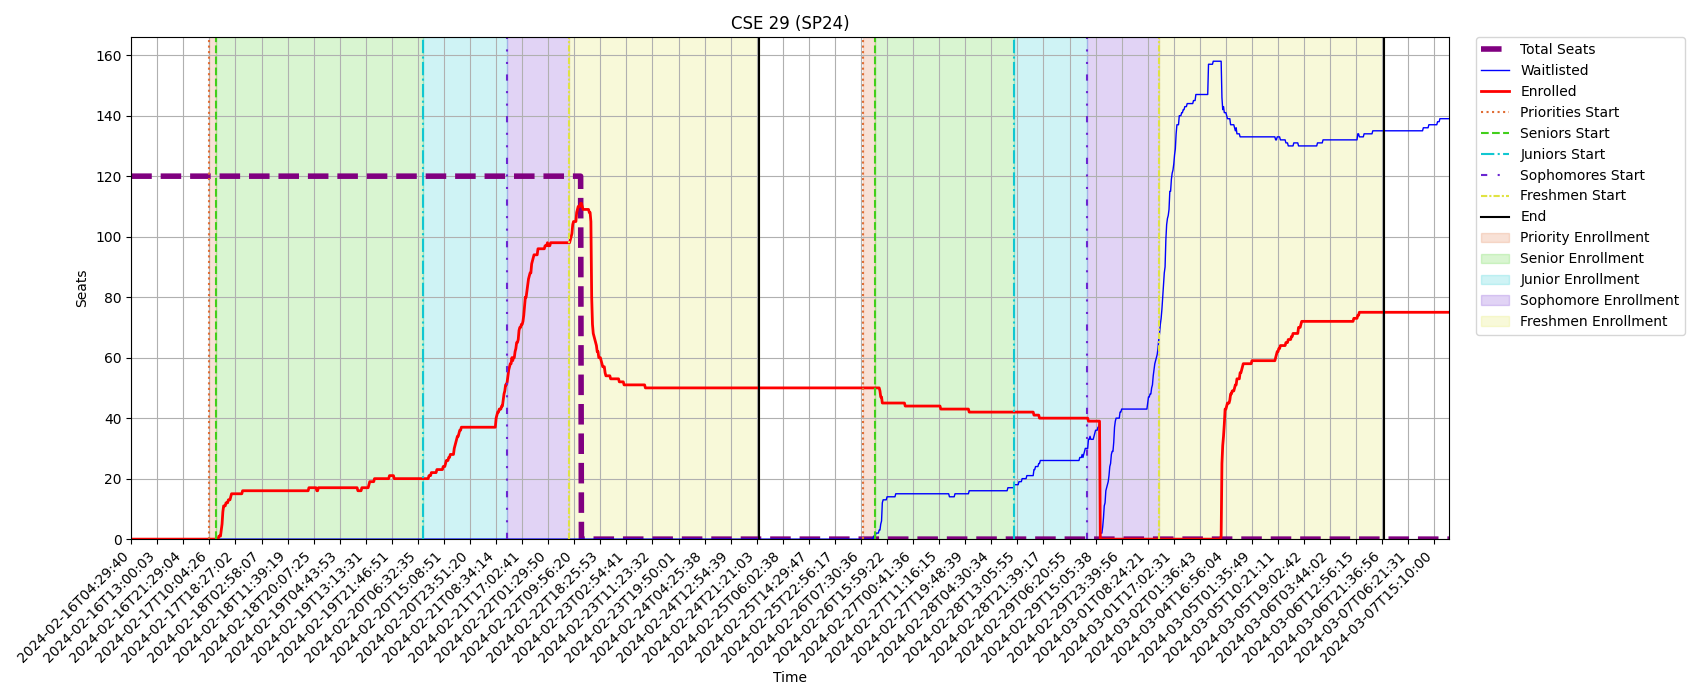 CSE 29 (SP24)
Seats
160
140
120
100
80
60
40
20
0
2024-02-16T04:29:40
2024-02-16T13:00:03
2024-02-16T21:29:04
2024-02-17T10:04:26
2024-02-17T18:27:02
2024-02-18T02:58:07
2024-02-18T11:39:19
2024-02-18T20:07:25
2024-02-19T04:43:53
2024-02-19T13:13:31
2024-02-19T21:46:51
2024-02-20T06:32:35
2024-02-20T15:08:51
2024-02-20T23:51:20
2024-02-21T08:34:14
2024-02-21T17:02:41
2024-02-22T01:29:50
2024-02-22T09:56:20
2024-02-22T18:25:53
2024-02-23T02:54:41
2024-02-23T11:23:32
2024-02-23T19:50:01
2024-02-24T04:25:38
2024-02-24T12:54:39
2024-02-24T21:21:03
2024-02-25T06:02:38
2024-02-25T14:29:47
2024-02-25T22:56:17
2024-02-26T07:30:36
2024-02-26T15:59:22
2024-02-27T00:41:36
2024-02-27T11:16:15
2024-02-27T19:48:39
2024-02-28T04:30:34
2024-02-28T13:05:55
2024-02-28T21:39:17
2024-02-29T06:20:55
2024-02-29T15:05:38
2024-02-29T23:39:56
2024-03-01T08:24:21
2024-03-01T17:02:31
2024-03-02T01:36:43
2024-03-04T16:56:04
2024-03-05T01:35:49
2024-03-05T10:21:11
2024-03-05T19:02:42
2024-03-06T03:44:02
2024-03-06T12:56:15
2024-03-06T21:36:56
2024-03-07T06:21:31
2024-03-07T15:10:00
Time
Total Seats
Waitlisted
Enrolled
Priorities Start
Seniors Start
Juniors Start
Sophomores Start
Freshmen Start
End
Priority Enrollment
Senior Enrollment
Junior Enrollment
Sophomore Enrollment
Freshmen Enrollment